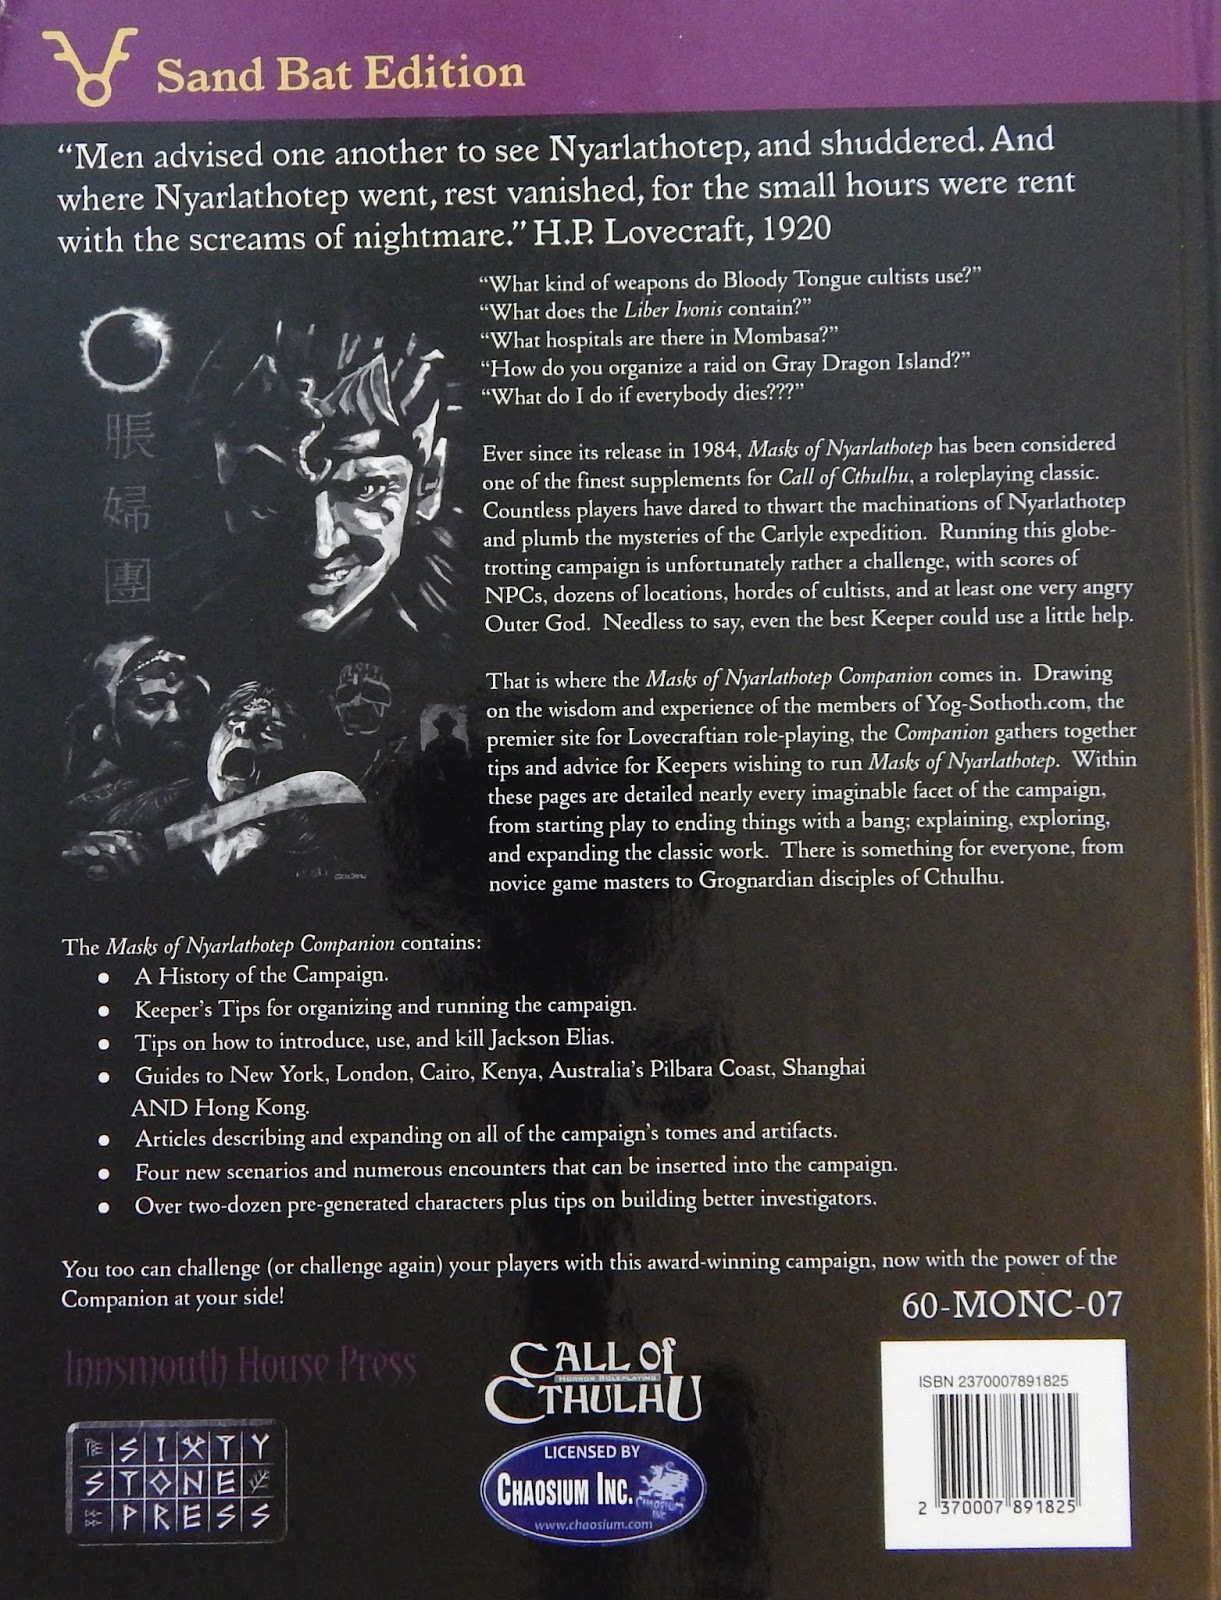 Sand Bat Edition
“Men advised one another to see Nyarlathotep, and shuddered. And
where Nyarlathotep went, rest vanished, for the small hours were rent
with the screams of nightmare.” H.P. Lovecraft, 1920
“What kind of weapons do Bloody Tongue cultists use?”
“What does the Liber Ivonis contain?”
“What hospitals are there in Mombasa?”
“How do you organize a raid on Gray Dragon Island?”
“What do I do if everybody dies???”
脹
婦
團
Ever since its release in 1984, Masks of Nyarlathotep has been considered
one of the finest supplements for Call of Cthulhu, a roleplaying classic.
Countless players have dared to thwart the machinations of Nyarlathotep
and plumb the mysteries of the Carlyle expedition. Running this globe-
trotting campaign is unfortunately rather a challenge, with scores of
NPCs, dozens of locations, hordes of cultists, and at least one very angry
Outer God. Needless to say, even the best Keeper could use a little help.
That is where the Masks of Nyarlathotep Companion comes in. Drawing
on the wisdom and experience of the members of Yog-Sothoth.com, the
premier site for Lovecraftian role-playing, the Companion gathers together
tips and advice for Keepers wishing to run Masks of Nyarlathotep. Within
these pages are detailed nearly every imaginable facet of the campaign,
from starting play to ending things with a bang; explaining, exploring,
and expanding the classic work. There is something for everyone, from
novice game masters to Grognardian disciples of Cthulhu.
The Masks of Nyarlathotep Companion contains:
• A History of the Campaign.
• Keeper’s Tips for organizing and running the campaign.
• Tips on how to introduce, use, and kill Jackson Elias.
• Guides to New York, London, Cairo, Kenya, Australia’s Pilbara Coast, Shanghai
AND Hong Kong.
• Articles describing and expanding on all of the campaign’s tomes and artifacts.
• Four new scenarios and numerous encounters that can be inserted into the campaign.
• Over two-dozen pre-generated characters plus tips on building better investigators.
You too can challenge (or challenge again) your players with this award-winning campaign, now with the power of the
Companion at your side!
60-MONC-07
Innsmouth House Press
SIXTY
STONE
PRESS
CALL Of
HORROR ROLEPLAYING
CTHULHU
LICENSED BY
CHAOSIUM INC.
CHAOSIUM
INC
www.chaosium.com
ISBN 2370007891825
2 370007 891825